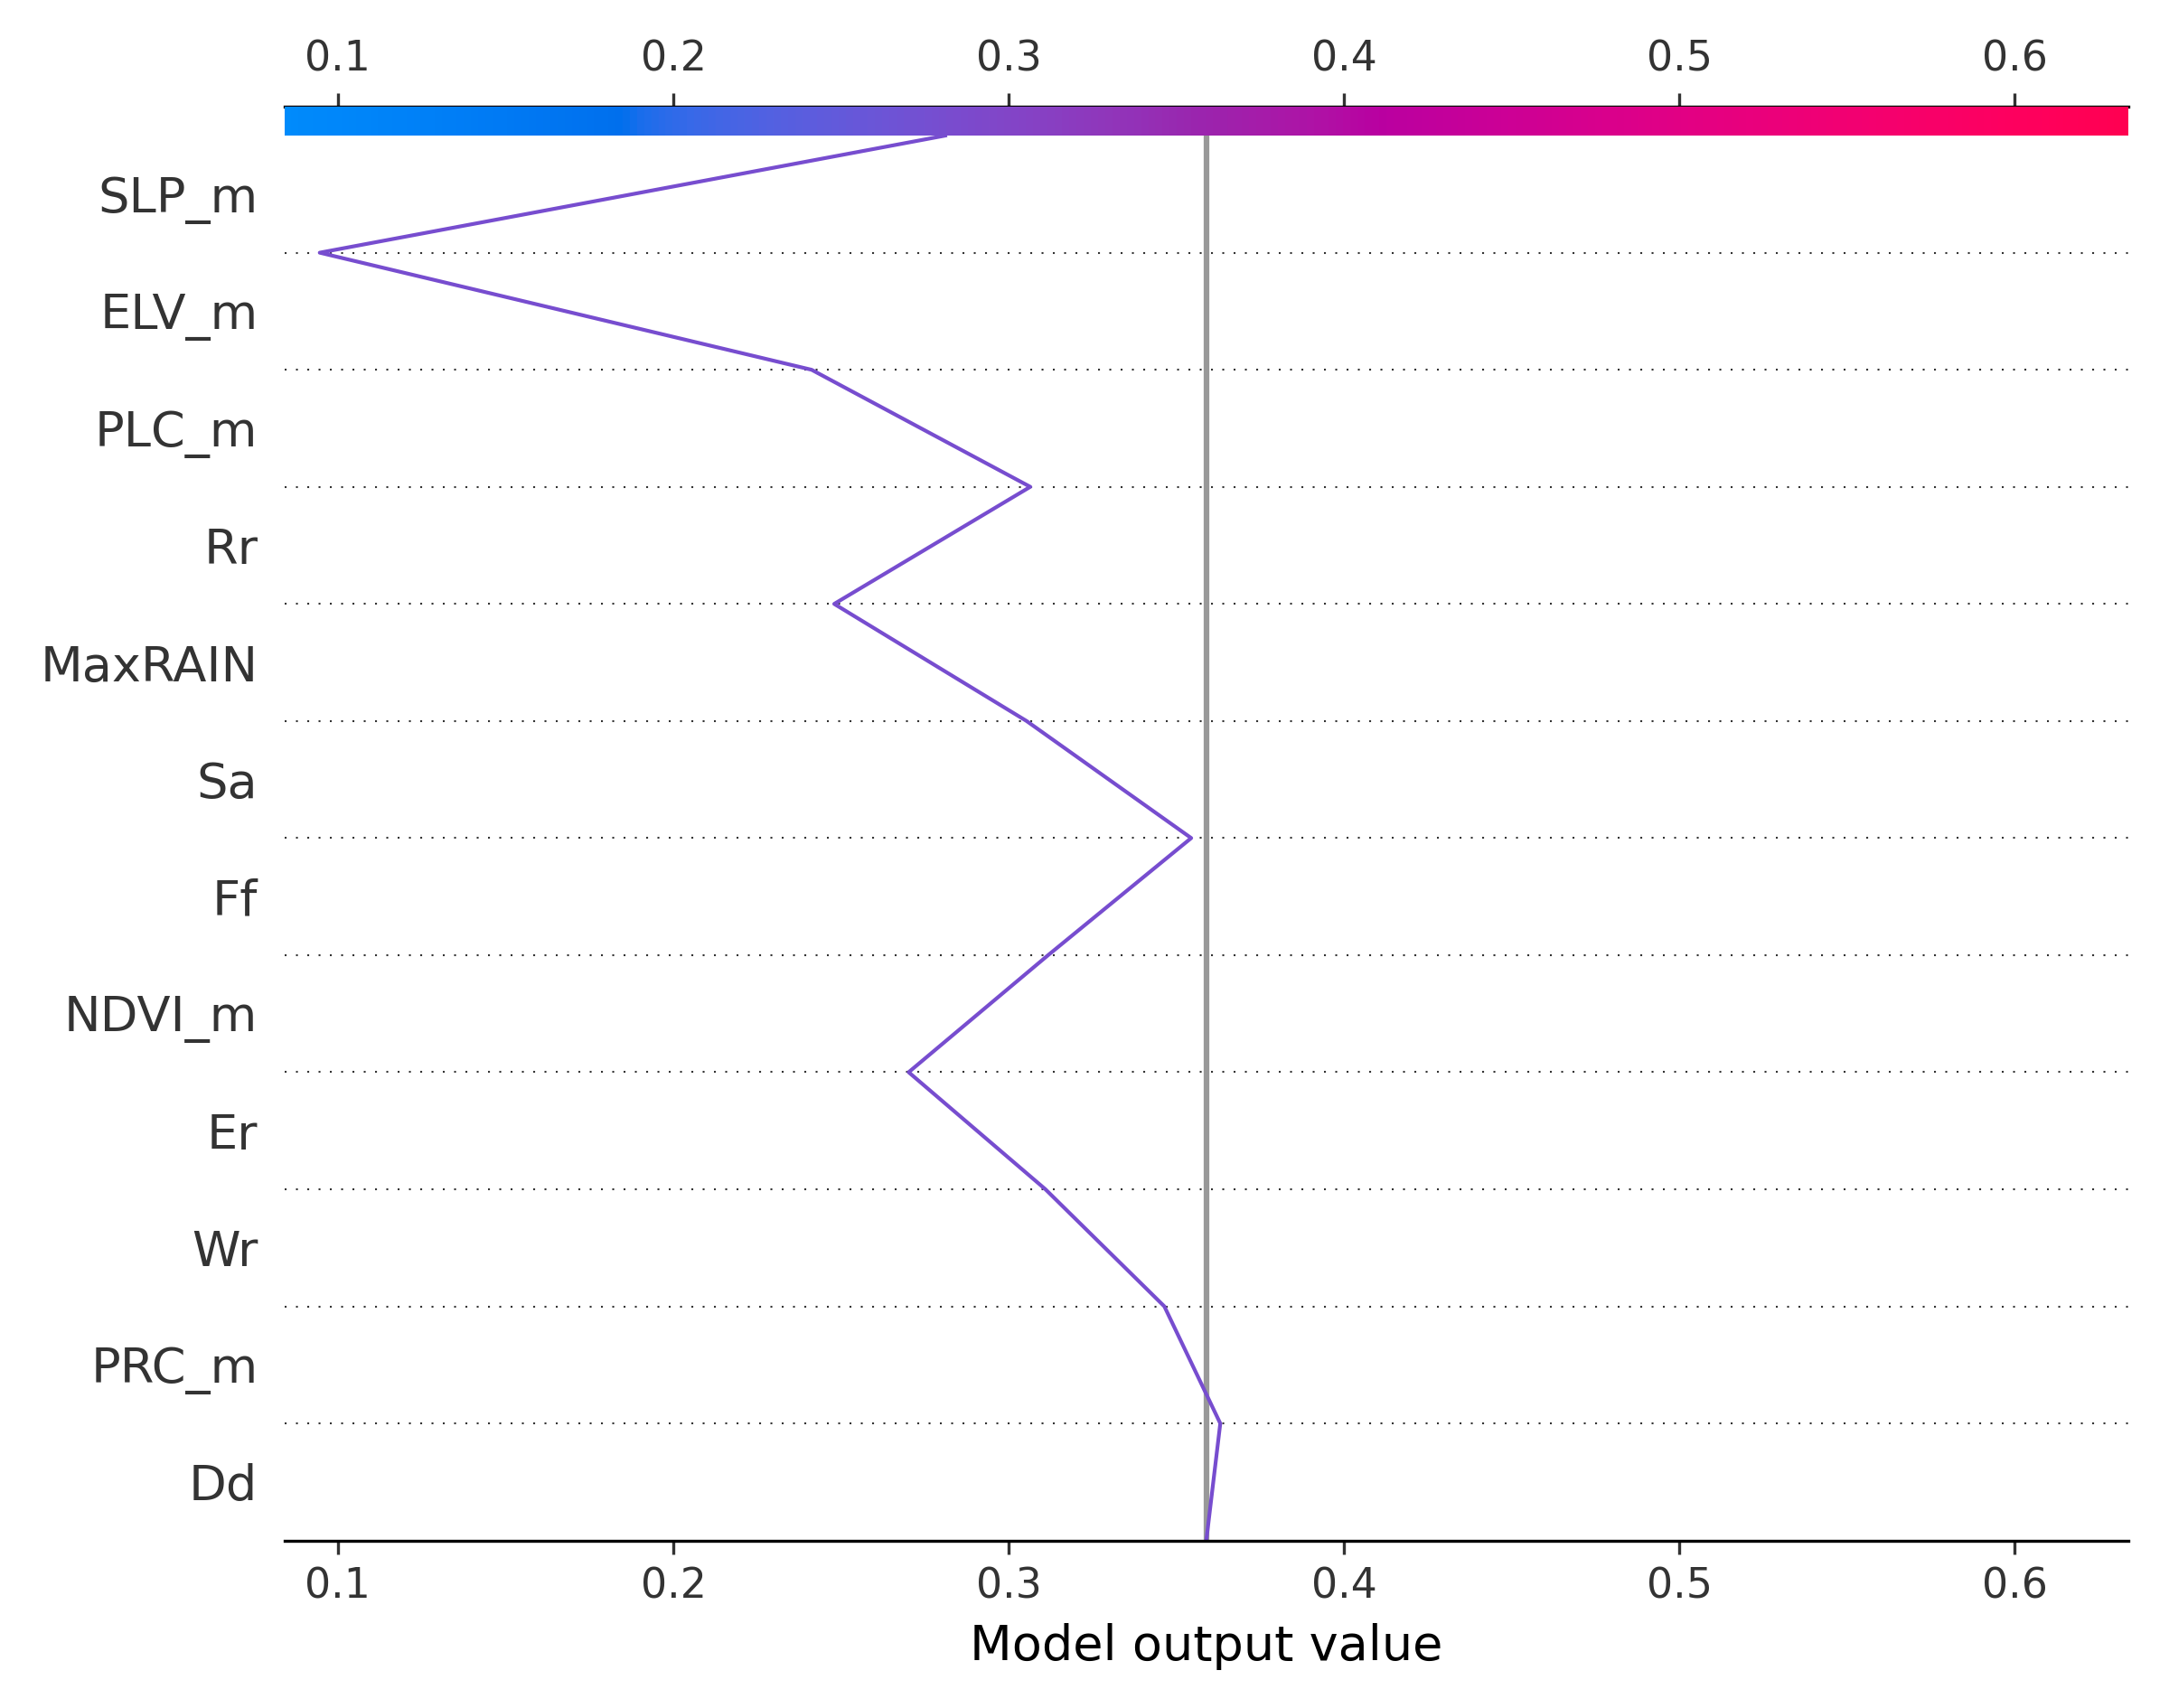 0.1 0.2 0.3 0.4 0.5 0.6
SLP_m
ELV_m
PLC_m
Rr
MaxRAIN
Sa
Ff
NDVI_m
Er
Wr
PRC_m
Dd
0.1 0.2 0.3 0.4 0.5 0.6
Model output value